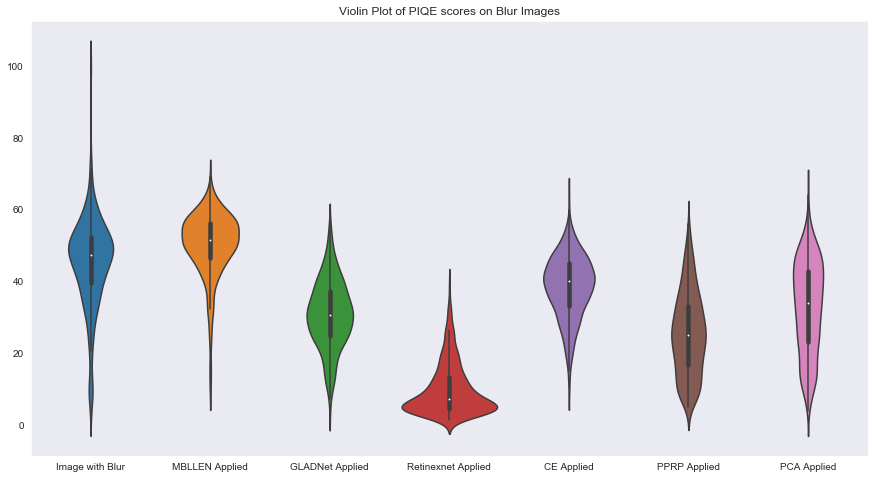 Violin Plot of PIQE scores on Blur Images
100
80
60
40
20
0
Image with Blur
MBLLEN Applied
GLADNet Applied
Retinexnet Applied
CE Applied
PPRP Applied
PCA Applied